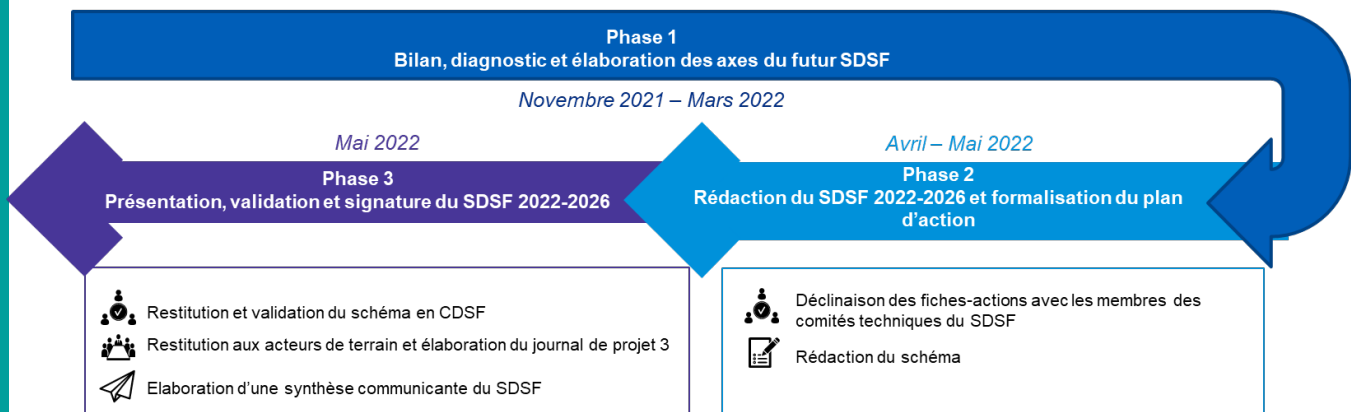 Phase 1
Bilan, diagnostic et élaboration des axes du futur SDSF
Novembre 2021 – Mars 2022
Avril – Mai 2022
Phase 2
Rédaction du SDSF 2022-2026 et formalisation du plan
d'action
Déclinaison des fiches-actions avec les membres des
comités techniques du SDSF
Rédaction du schéma
Mai 2022
Phase 3
Présentation, validation et signature du SDSF 2022-2026
Restitution et validation du schéma en CDSF
Restitution aux acteurs de terrain et élaboration du journal de projet 3
Elaboration d'une synthèse communicante du SDSF